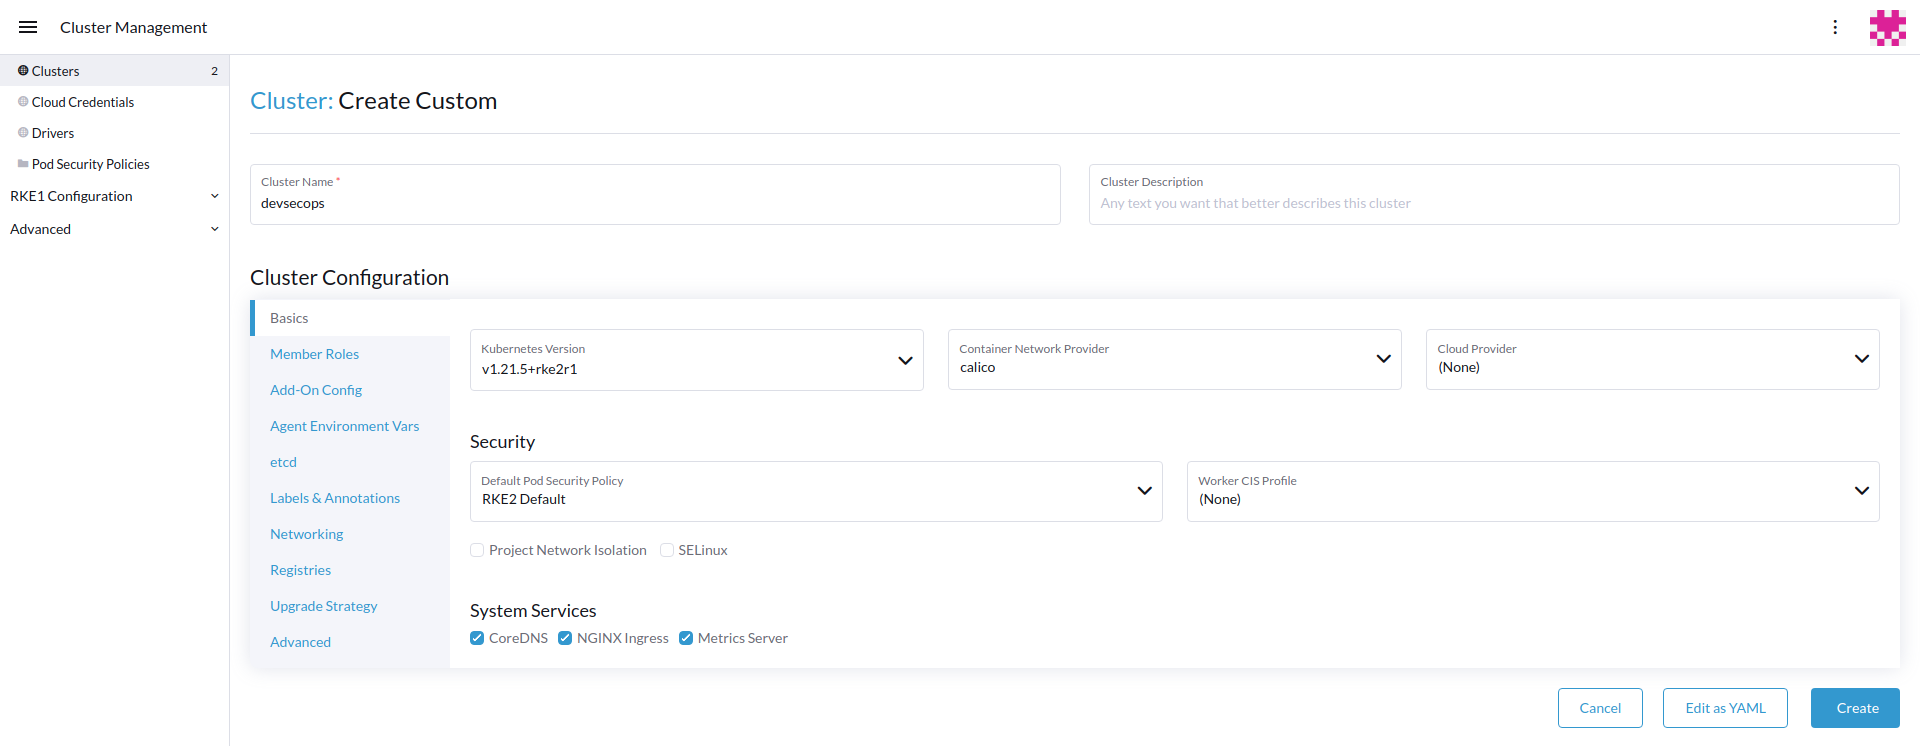 Cluster Management
Clusters 2
Cloud Credentials
Drivers
Pod Security Policies
RKE1 Configuration
Advanced
Cluster: Create Custom
Cluster Name *
devsecops
Cluster Description
Any text you want that better describes this cluster
Cluster Configuration
Basics
Member Roles
Add-On Config
Agent Environment Vars
etcd
Labels & Annotations
Networking
Registries
Upgrade Strategy
Advanced
Kubernetes Version
v1.21.5+rke2r1
Container Network Provider
calico
Cloud Provider
(None)
Security
Default Pod Security Policy
RKE2 Default
Worker CIS Profile
(None)
Project Network Isolation SELinux
System Services
CoreDNS NGINX Ingress Metrics Server
Cancel Edit as YAML Create